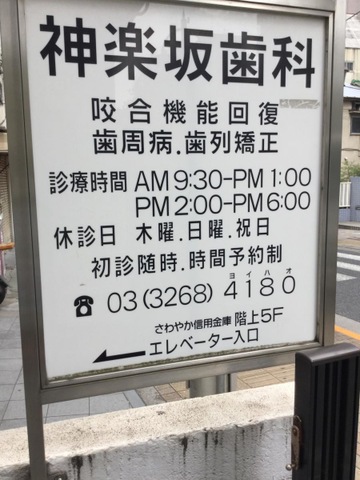 神楽坂歯科
咬合機能回復
歯周病.歯列矯正
診療時間 AM9:30-PM1:00
PM2:00-PM6:00
休診日 木曜.日曜.祝日
初診随時.時間予約制
ヨイハオ
☎ 03(3268)4180
さわやか信用金庫 階上5F
← エレベーター入口